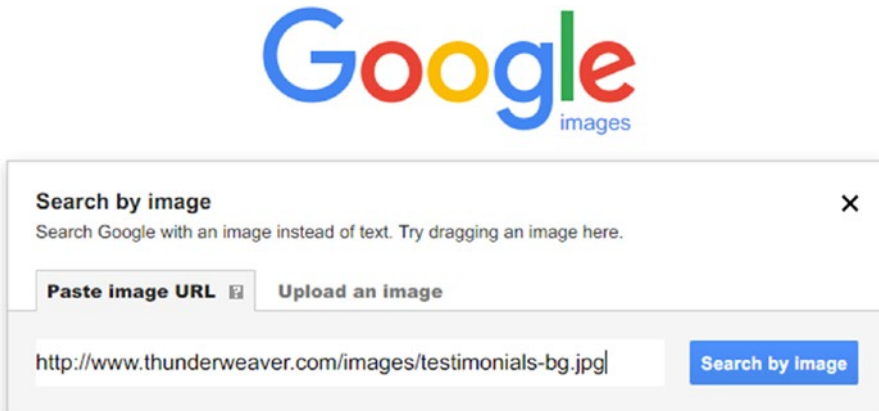 Google
images
Search by image
Search Google with an image instead of text. Try dragging an image here.
Paste image URL ?
Upload an image
http://www.thunderweaver.com/images/testimonials-bg.jpg
Search by Image